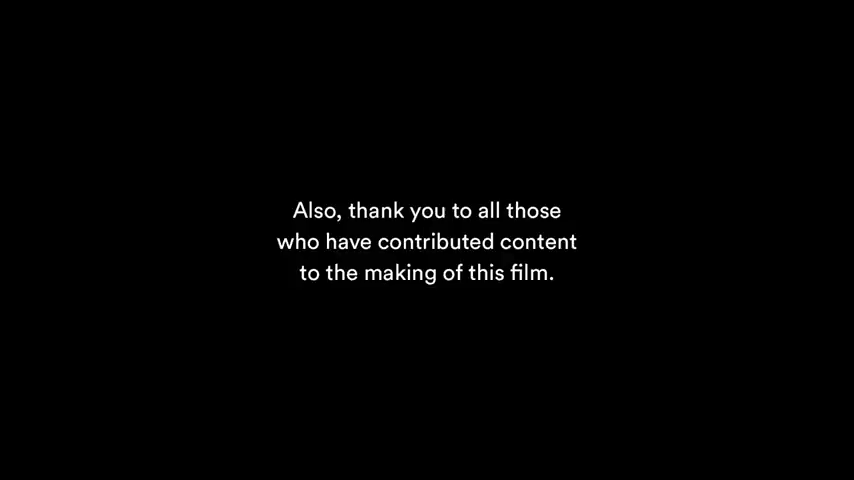 Also, thank you to all those
who have contributed content
to the making of this film.